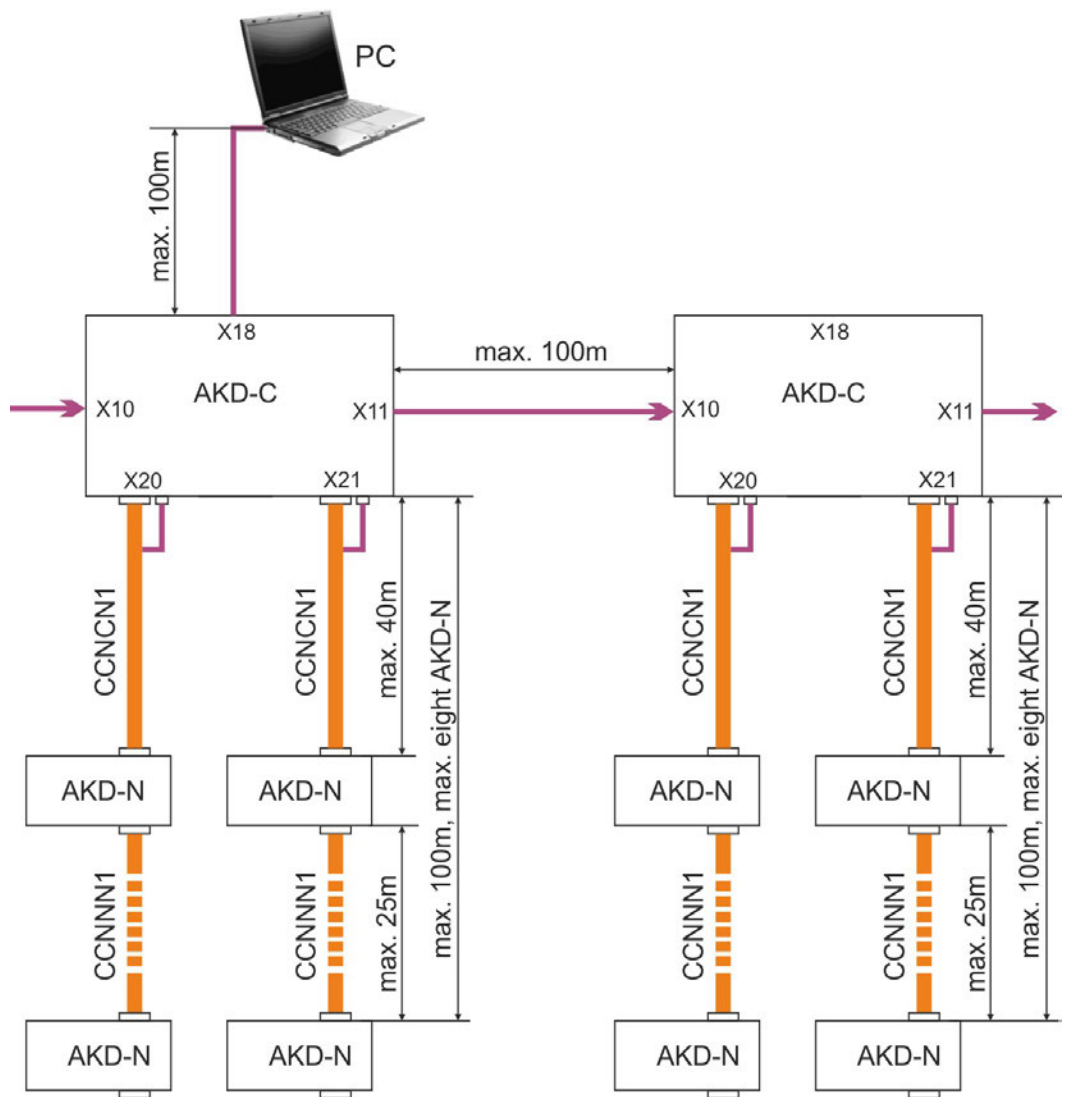 PC
max. 100m
X18
AKD-C
X10
X11
X20
X21
max. 100m
X18
AKD-C
X10
X11
X20
X21
CCNCN1
CCNCN1
max. 40m
max. 100m, max. eight AKD-N
CCNCN1
CCNCN1
max. 40m
max. 100m, max. eight AKD-N
AKD-N
AKD-N
AKD-N
AKD-N
CCNNN1
CCNNN1
max. 25m
CCNNN1
CCNNN1
max. 25m
AKD-N
AKD-N
AKD-N
AKD-N